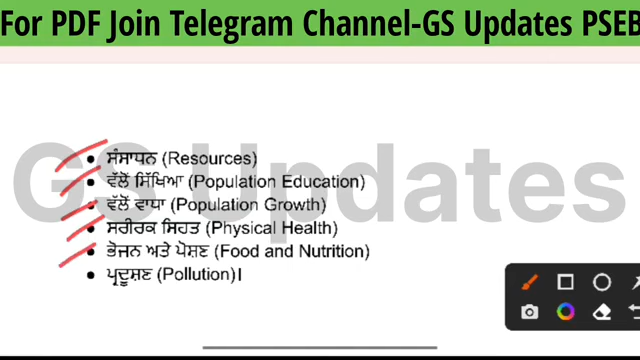 For PDF Join Telegram Channel-GS Updates PSEB
GS Updates
• ਸੰਸਾਧਨ (Resources)
• ਵੱਲੋਂ ਸਿੱਖਿਆ (Population Education)
• ਵੱਲੋਂ ਵਾਧਾ (Population Growth)
• ਸਰੀਰਕ ਸਿਹਤ (Physical Health)
• ਭੋਜਨ ਅਤੇ ਪੋਸ਼ਣ (Food and Nutrition)
• ਪ੍ਰਦੂਸ਼ਣ (Pollution)।